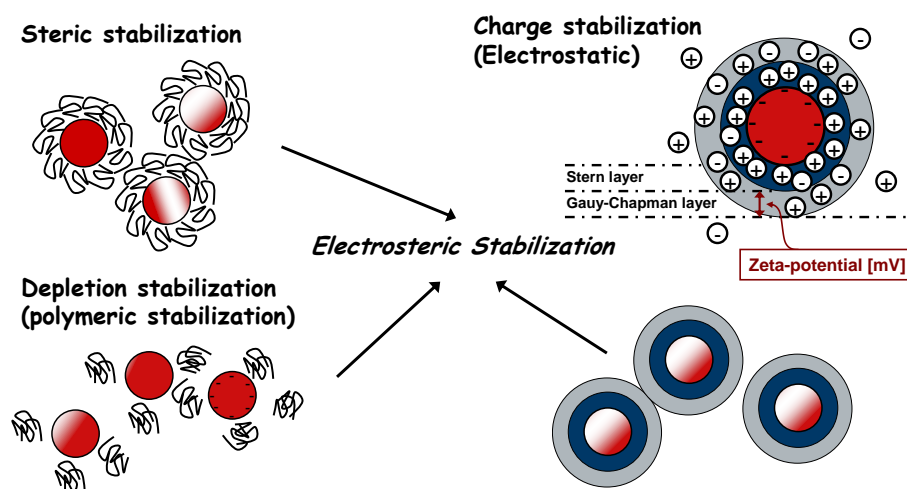 Steric stabilization
Charge stabilization
(Electrostatic)
Stern layer
Gauy-Chapman layer
Electrosteric Stabilization
Zeta-potential [mV]
Depletion stabilization
(polymeric stabilization)